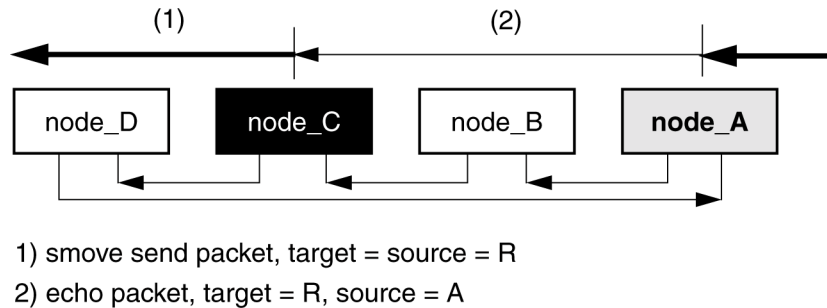 (1) (2)
node_D node_C node_B node_A
1) smove send packet, target = source = R
2) echo packet, target = R, source = A